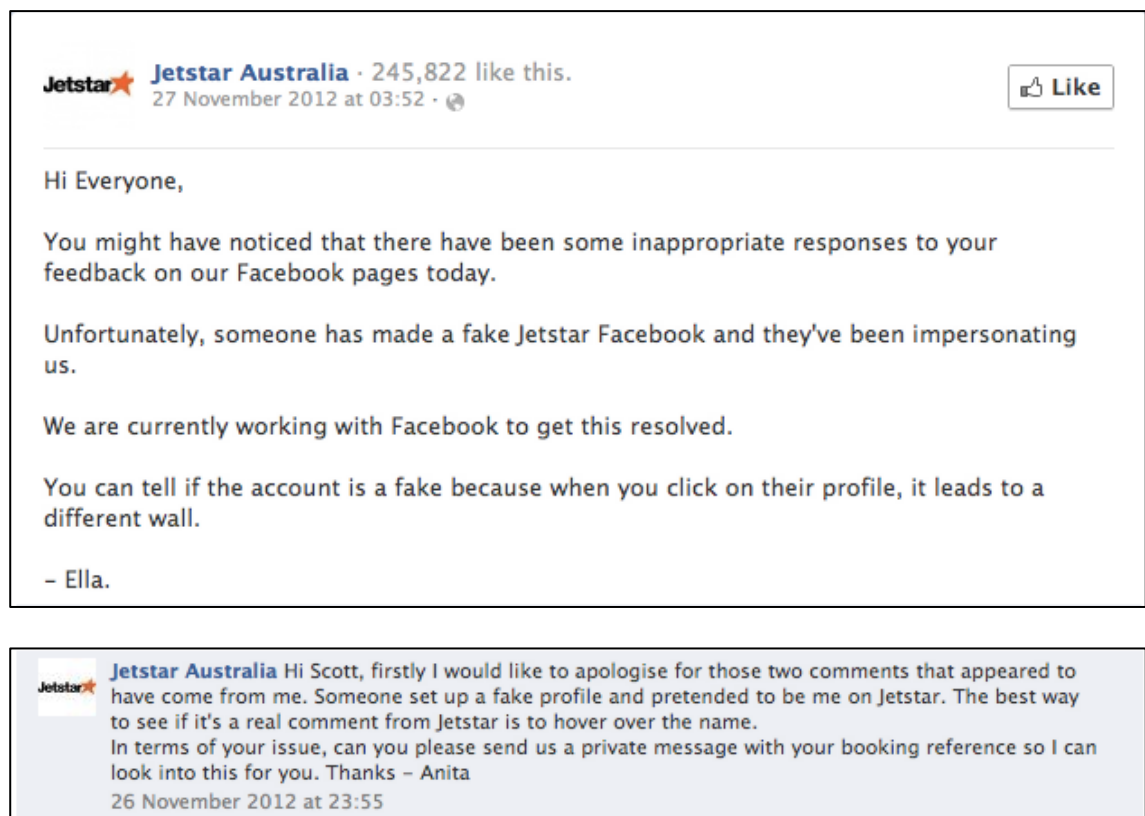 Jetstar
Jetstar Australia · 245,822 like this.
27 November 2012 at 03:52 ·
Like
Hi Everyone,
You might have noticed that there have been some inappropriate responses to your
feedback on our Facebook pages today.
Unfortunately, someone has made a fake Jetstar Facebook and they've been impersonating
us.
We are currently working with Facebook to get this resolved.
You can tell if the account is a fake because when you click on their profile, it leads to a
different wall.
– Ella.
Jetstar
Jetstar Australia Hi Scott, firstly I would like to apologise for those two comments that appeared to
have come from me. Someone set up a fake profile and pretended to be me on Jetstar. The best way
to see if it's a real comment from Jetstar is to hover over the name.
In terms of your issue, can you please send us a private message with your booking reference so I can
look into this for you. Thanks – Anita
26 November 2012 at 23:55